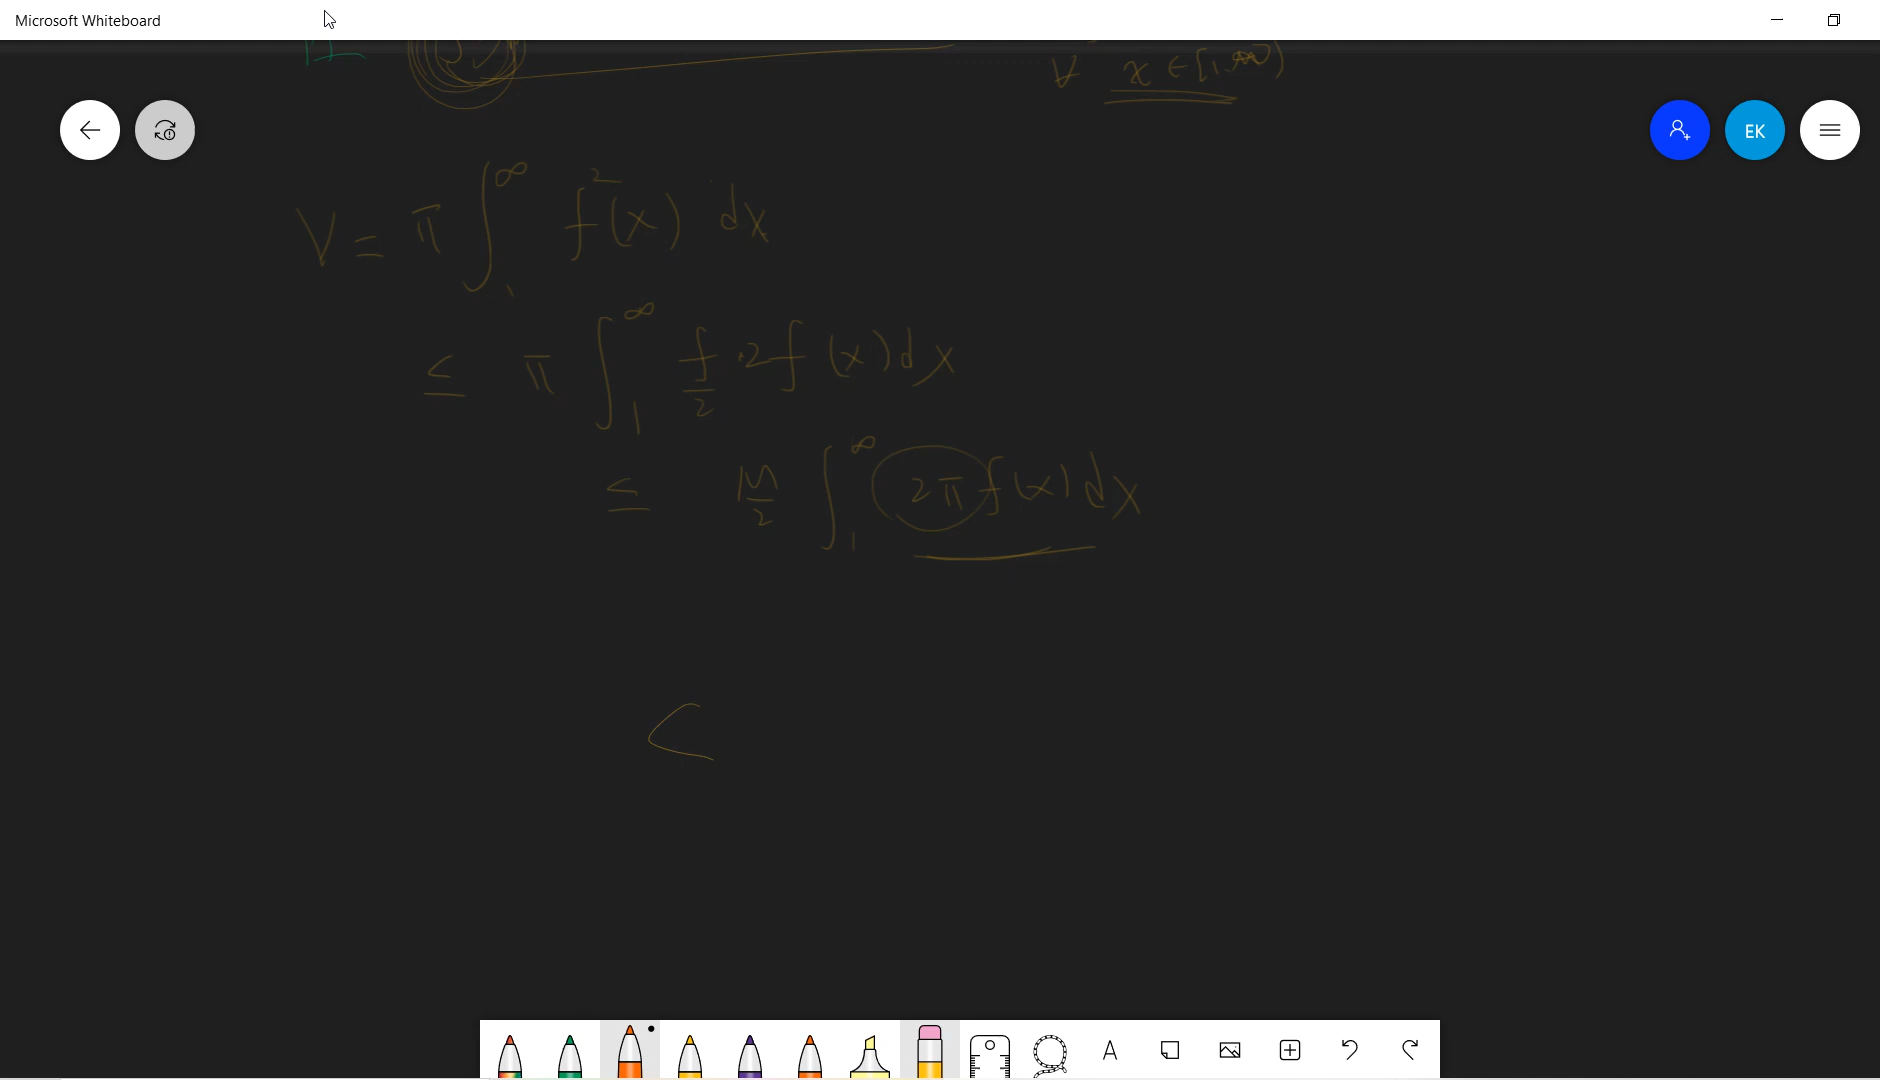 Microsoft Whiteboard
∀ x ∈ [1, ∞)
EK
V = π ∫₁^∞ f²(x) dx
≤ π ∫₁^∞ f/2 · 2f(x) dx
≤ M/2 ∫₁^∞ 2π f(x) dx
<